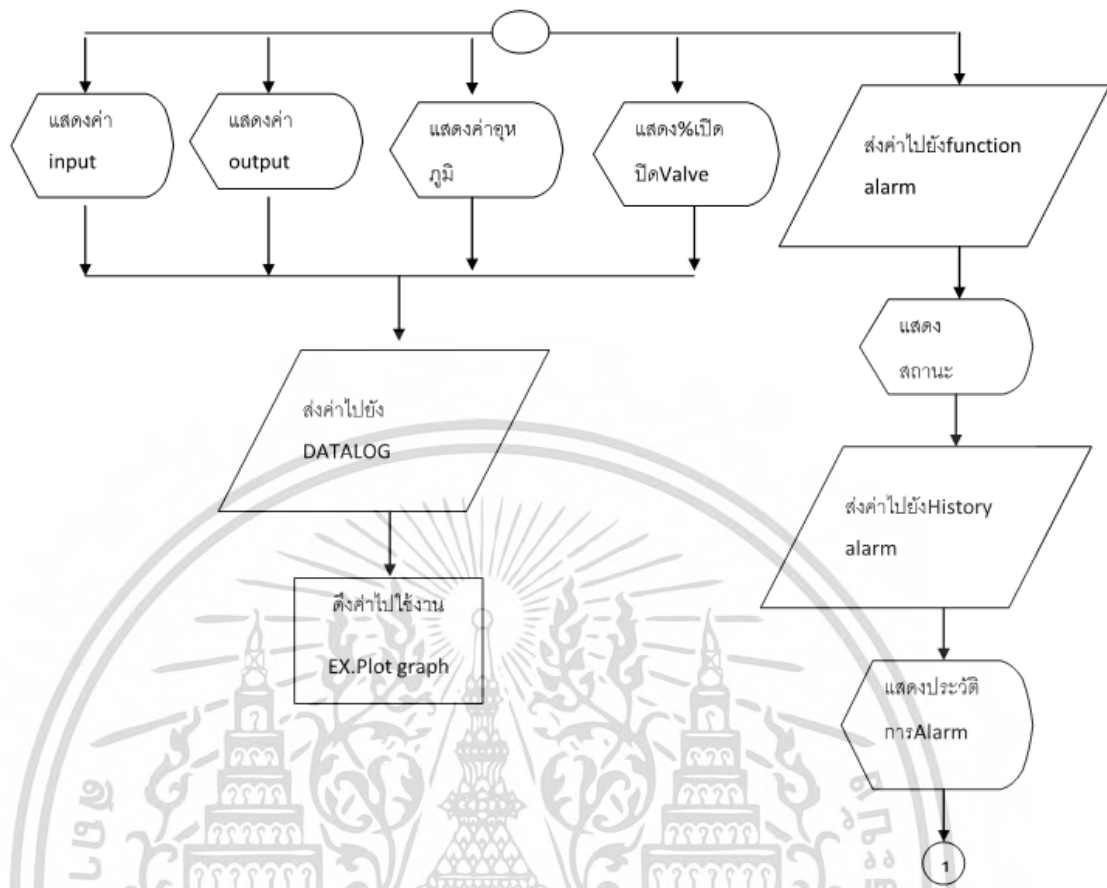 แสดงค่า
input
แสดงค่า
output
แสดงค่าอุห
ภูมิ
แสดง%เปิด
ปิดValve
ส่งค่าไปยังfunction
alarm
แสดง
สถานะ
ส่งค่าไปยัง
DATALOG
ส่งค่าไปยังHistory
alarm
ดึงค่าไปใช้งาน
EX.Plot graph
แสดงประวัติ
การAlarm
1